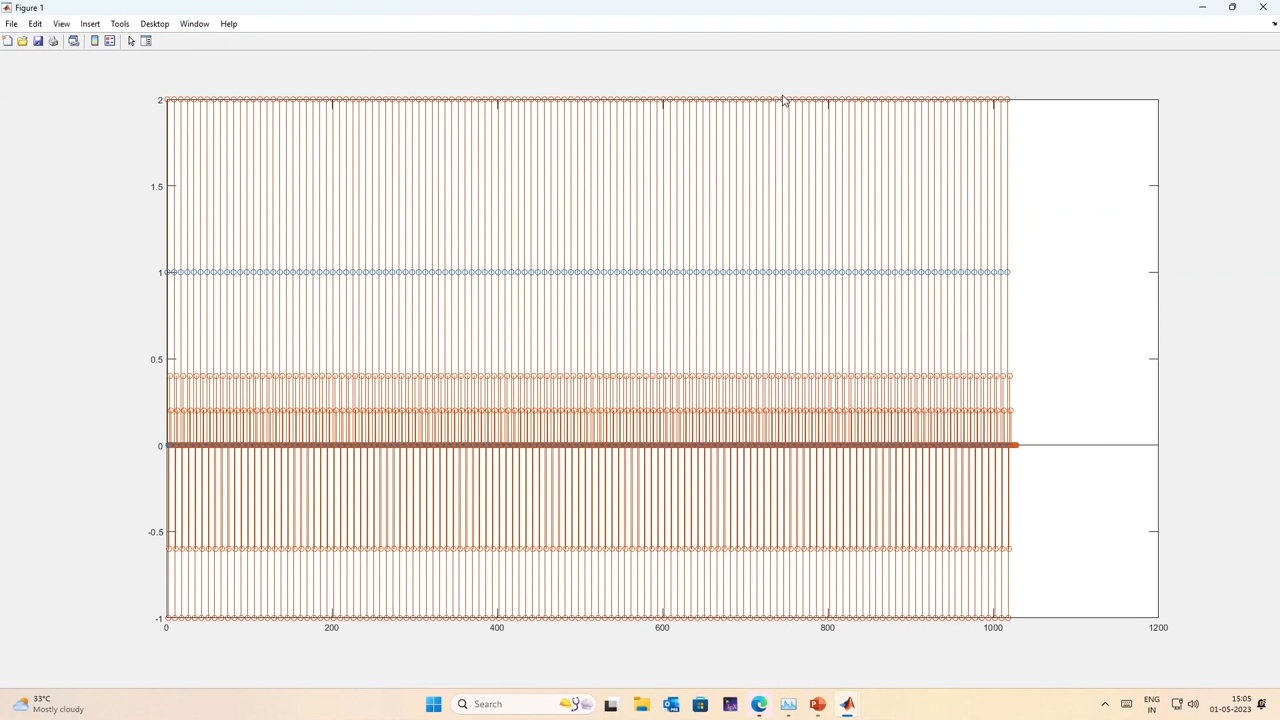 Figure 1
File Edit View Insert Tools Desktop Window Help
2
1.5
1
0.5
0
-0.5
-1
0 200 400 600 800 1000 1200
33°C
Mostly cloudy
Search
ENG
IN
15:05
01-05-2023